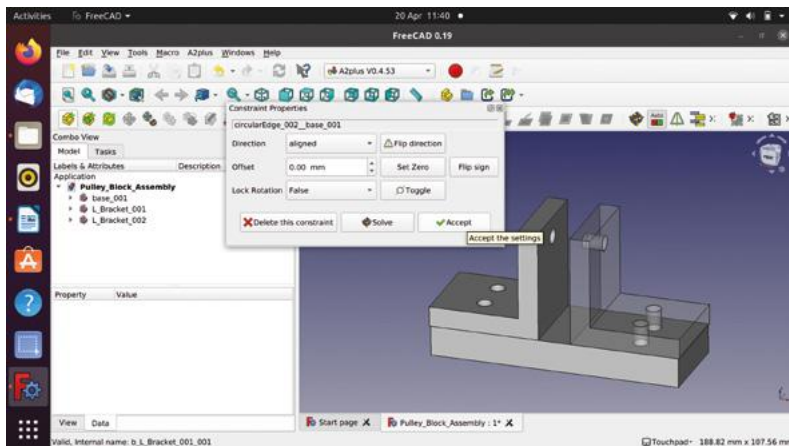 Activities
FreeCAD
20 Apr 11:40
FreeCAD 0.19
File Edit View Tools Macro A2plus Windows Help
A2plus V0.4.53
Constraint Properties
circularEdge_002__base_001
Direction aligned Flip direction
Offset 0.00 mm Set Zero Flip sign
Lock Rotation False Toggle
Delete this constraint Solve Accept
Accept the settings
Combo View
Model Tasks
Labels & Attributes Description
Application
Pulley_Block_Assembly
base_001
L_Bracket_001
L_Bracket_002
Property Value
View Data
Start page
Pulley_Block_Assembly : 1*
Valid, Internal name: b_L_Bracket_001_001
Touchpad 188.82 mm x 107.56 mm